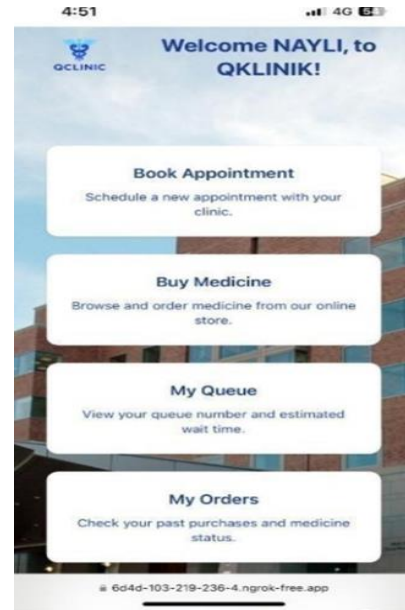 4:51
4G
QCLINIC
Welcome NAYLI, to
QKLINIK!
Book Appointment
Schedule a new appointment with your
clinic.
Buy Medicine
Browse and order medicine from our online
store.
My Queue
View your queue number and estimated
wait time.
My Orders
Check your past purchases and medicine
status.
6d4d-103-219-236-4.ngrok-free.app